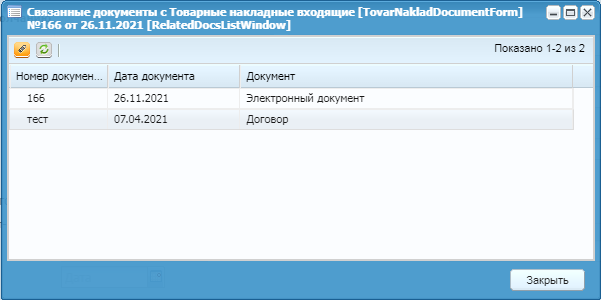 Связанные документы с Товарные накладные входящие [TovarNakladDocumentForm]
№166 от 26.11.2021 [RelatedDocsListWindow]
Показано 1-2 из 2
Номер докумен... Дата документа Документ
166 26.11.2021 Электронный документ
тест 07.04.2021 Договор
Закрыть